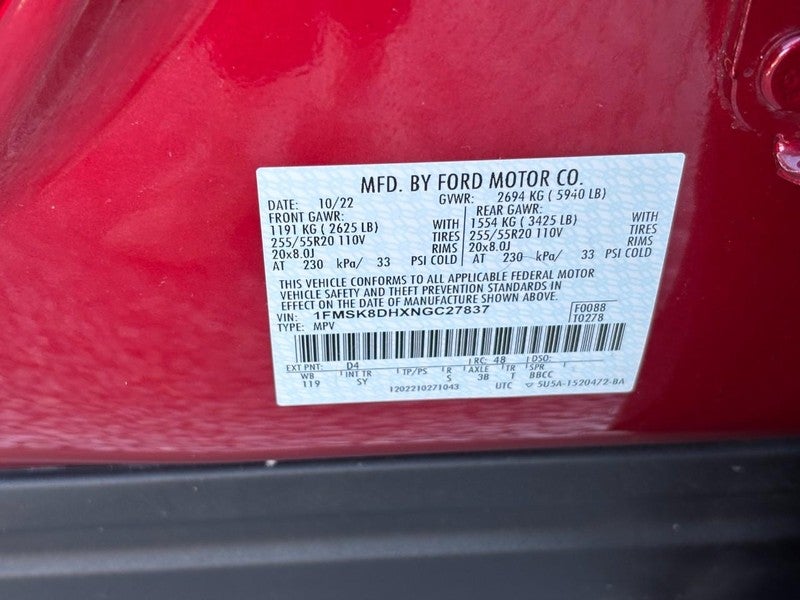 MFD. BY FORD MOTOR CO.
DATE: 10/22 GVWR: 2694 KG ( 5940 LB)
FRONT GAWR: REAR GAWR:
1191 KG ( 2625 LB) WITH 1554 KG ( 3425 LB) WITH
255/55R20 110V TIRES 255/55R20 110V TIRES
20x8.0J RIMS 20x8.0J RIMS
AT 230 kPa/ 33 PSI COLD AT 230 kPa/ 33 PSI COLD
THIS VEHICLE CONFORMS TO ALL APPLICABLE FEDERAL MOTOR
VEHICLE SAFETY AND THEFT PREVENTION STANDARDS IN
EFFECT ON THE DATE OF MANUFACTURE SHOWN ABOVE.
VIN: 1FMSK8DHXNGC27837 F0088
TYPE: MPV T0278
EXT PNT: D4 RC: 48 DSO:
WB INT TR TP/PS R AXLE TR SPR
119 SY S 3B T BBCC
1202210271043 UTC 5U5A-1520472-BA